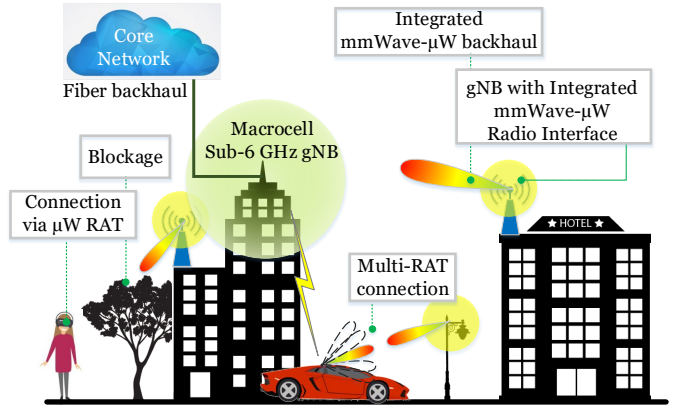 Core
Network
Fiber backhaul
Macrocell
Sub-6 GHz gNB
Integrated
mmWave-µW backhaul
gNB with Integrated
mmWave-µW
Radio Interface
Blockage
Connection
via µW RAT
★ HOTEL ★
Multi-RAT
connection